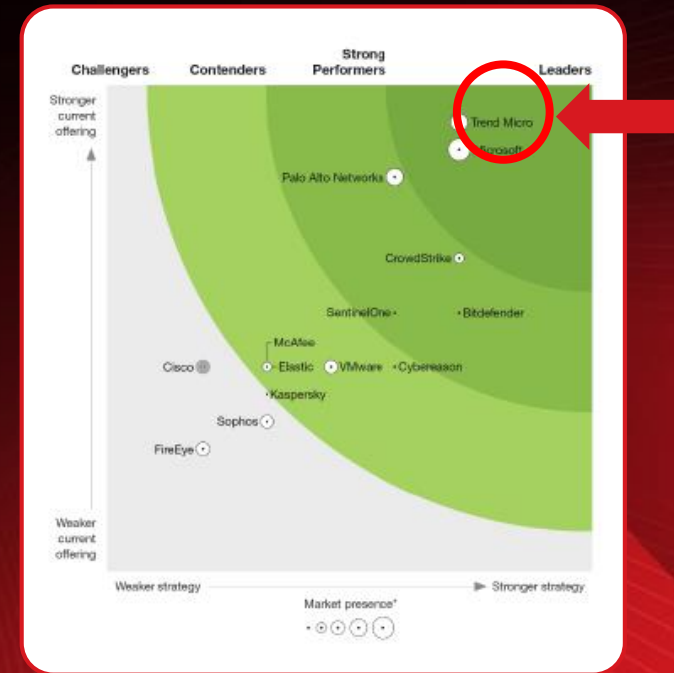 Strong
Challengers Contenders Performers Leaders
Stronger
current
offering
Trend Micro
Microsoft
Palo Alto Networks
CrowdStrike
SentinelOne
Bitdefender
McAfee
Cisco
Elastic
VMware
Cybereason
Kaspersky
Sophos
FireEye
Weaker
current
offering
Weaker strategy
Stronger strategy
Market presence*